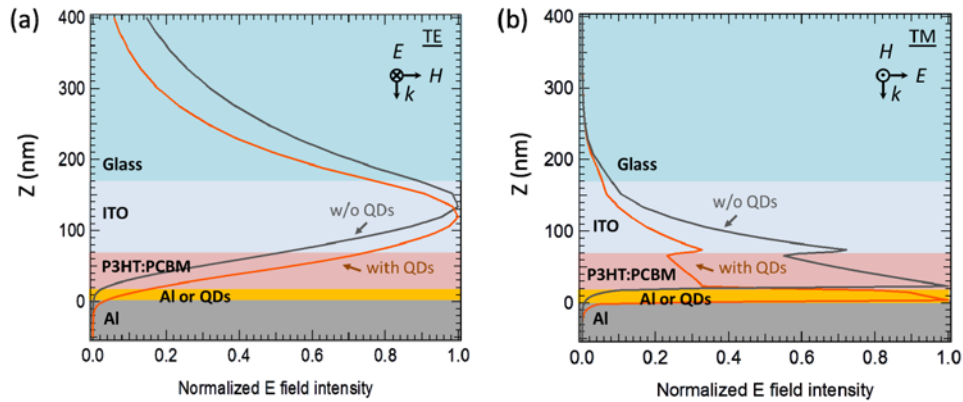 (a)
400
TE
E
H
k
300
Z (nm)
200
Glass
w/o QDs
ITO
100
P3HT:PCBM
with QDs
Al or QDs
0
Al
0.0 0.2 0.4 0.6 0.8 1.0
Normalized E field intensity
(b)
400
TM
H
E
k
300
Z (nm)
200
Glass
w/o QDs
ITO
100
P3HT:PCBM
with QDs
Al or QDs
0
Al
0.0 0.2 0.4 0.6 0.8 1.0
Normalized E field intensity